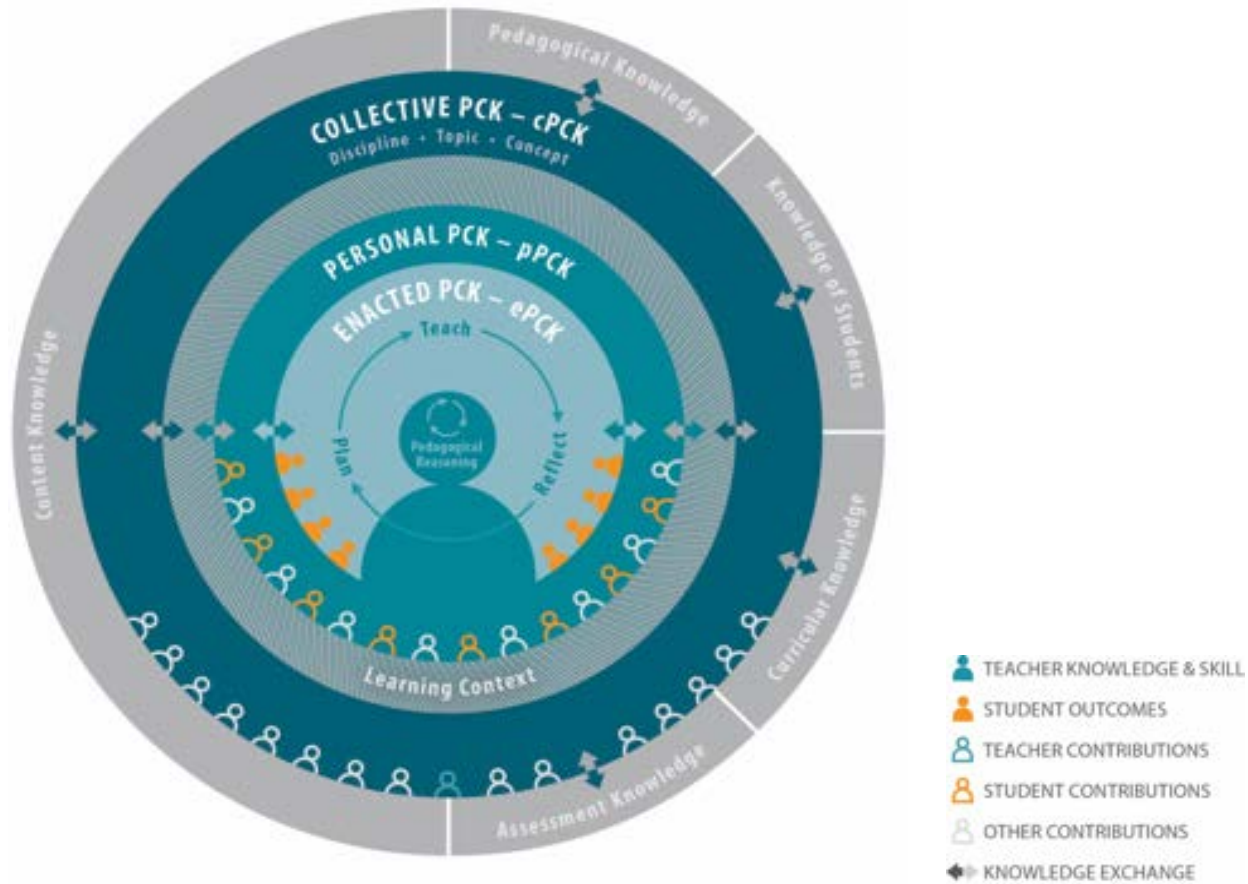 Pedagogical Knowledge
Knowledge of Students
Curricular Knowledge
Assessment Knowledge
Content Knowledge
COLLECTIVE PCK – cPCK
Discipline • Topic • Concept
PERSONAL PCK – pPCK
ENACTED PCK – ePCK
Teach
Reflect
Plan
Pedagogical
Reasoning
Learning Context
TEACHER KNOWLEDGE & SKILL
STUDENT OUTCOMES
TEACHER CONTRIBUTIONS
STUDENT CONTRIBUTIONS
OTHER CONTRIBUTIONS
KNOWLEDGE EXCHANGE